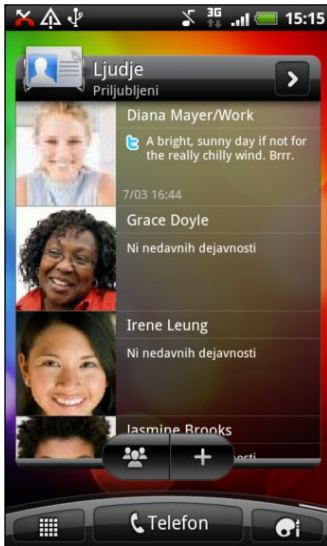 3G
15:15
Ljudje
Priljubljeni
Diana Mayer/Work
A bright, sunny day if not for
the really chilly wind. Brrr.
7/03 16:44
Grace Doyle
Ni nedavnih dejavnosti
Irene Leung
Ni nedavnih dejavnosti
Jasmine Brooks
Telefon